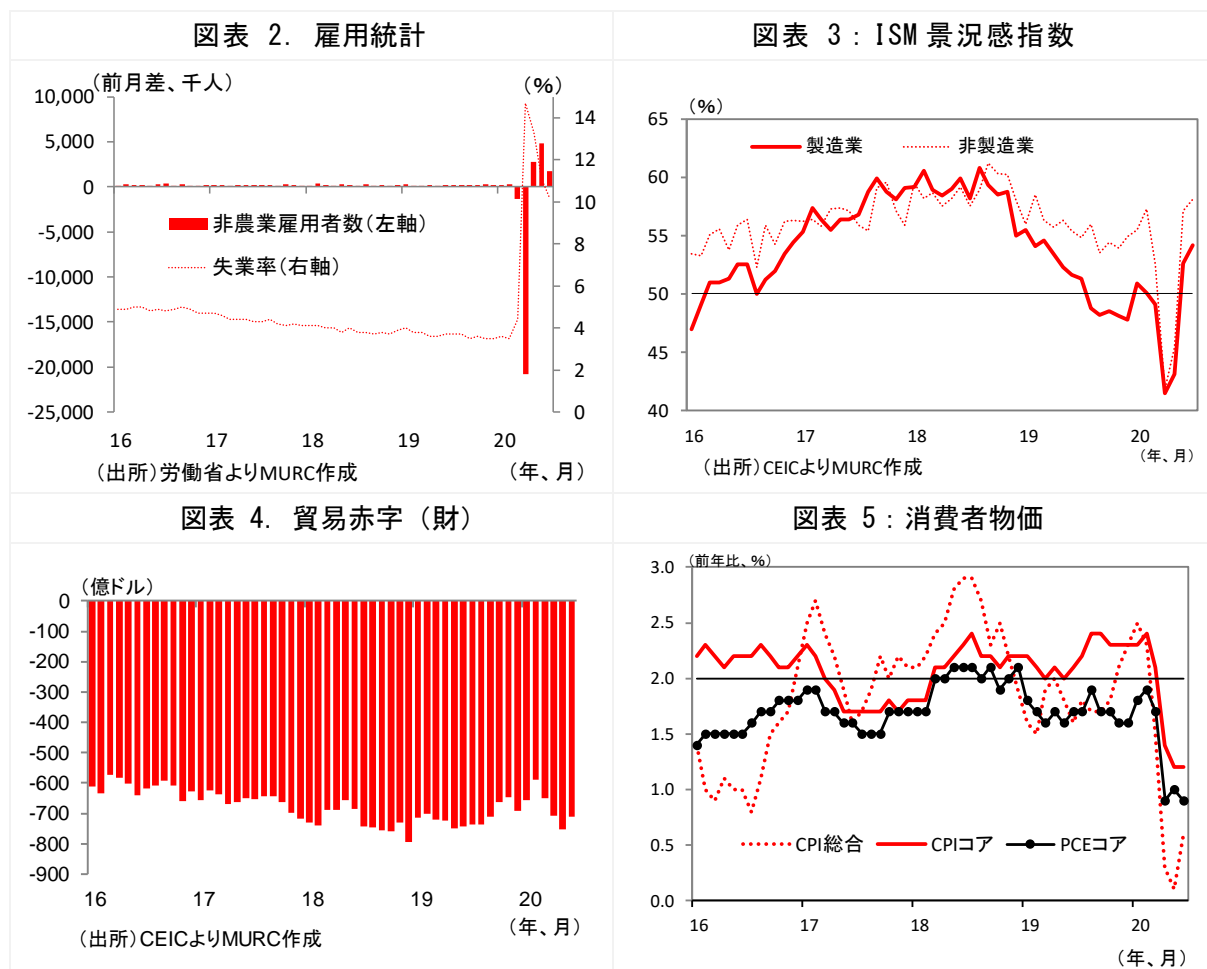 図表 2. 雇用統計
（前月差、千人）
（%）
10,000
5,000
0
-5,000
-10,000
-15,000
-20,000
-25,000
14
12
10
8
6
4
2
0
非農業雇用者数（左軸）
失業率（右軸）
16 17 18 19 20
（出所）労働省よりMURC作成
（年、月）
図表 3：ISM 景況感指数
（%）
65
60
55
50
45
40
製造業
非製造業
16 17 18 19 20
（年、月）
（出所）CEICよりMURC作成
図表 4. 貿易赤字（財）
（億ドル）
0
-100
-200
-300
-400
-500
-600
-700
-800
-900
16 17 18 19 20
（年、月）
（出所）CEICよりMURC作成
図表 5：消費者物価
（前年比、%）
3.0
2.5
2.0
1.5
1.0
0.5
0.0
CPI総合
CPIコア
PCEコア
16 17 18 19 20
（年、月）